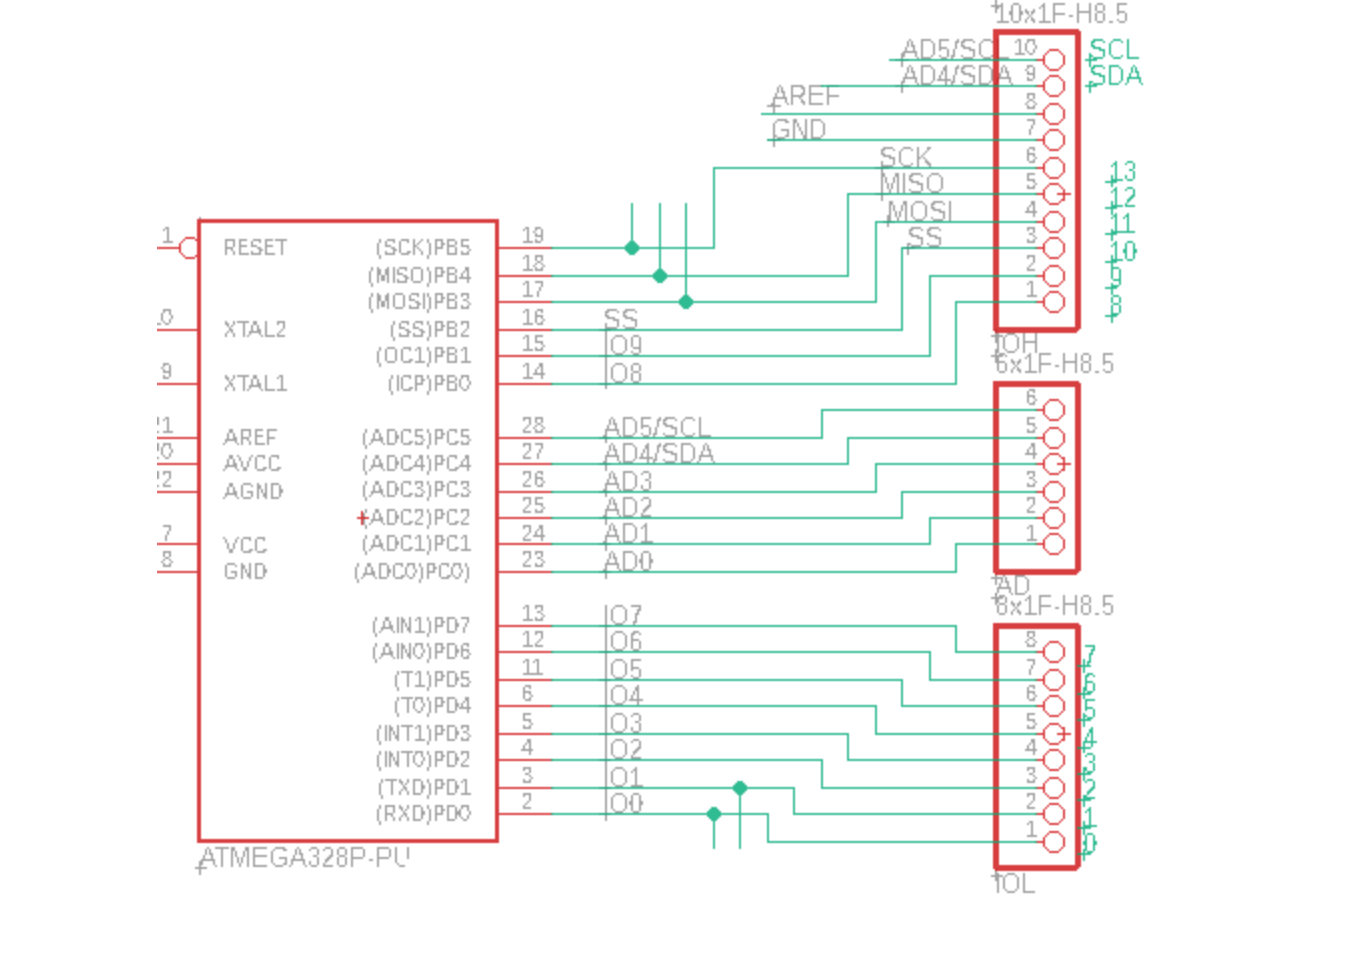 10x1F-H8.5
AD5/SCL 10 SCL
AD4/SDA 9 SDA
AREF 8
GND 7
SCK 6 13
MISO 5 12
MOSI 4 11
SS 3 10
2 9
1 8
IOH
1 RESET (SCK)PB5 19
(MISO)PB4 18
(MOSI)PB3 17
XTAL2 (SS)PB2 16 SS
(OC1)PB1 15 IO9
9 XTAL1 (ICP)PB0 14 IO8
6x1F-H8.5
6
AREF (ADC5)PC5 28 AD5/SCL 5
AVCC (ADC4)PC4 27 AD4/SDA 4
AGND (ADC3)PC3 26 AD3 3
(ADC2)PC2 25 AD2 2
7 VCC (ADC1)PC1 24 AD1 1
8 GND (ADC0)PC0) 23 AD0
AD
8x1F-H8.5
(AIN1)PD7 13 IO7
(AIN0)PD6 12 IO6 8 7
(T1)PD5 11 IO5 7 6
(T0)PD4 6 IO4 6 5
(INT1)PD3 5 IO3 5 4
(INT0)PD2 4 IO2 4 3
(TXD)PD1 3 IO1 3 2
(RXD)PD0 2 IO0 2 1
1 0
ATMEGA328P-PU
IOL